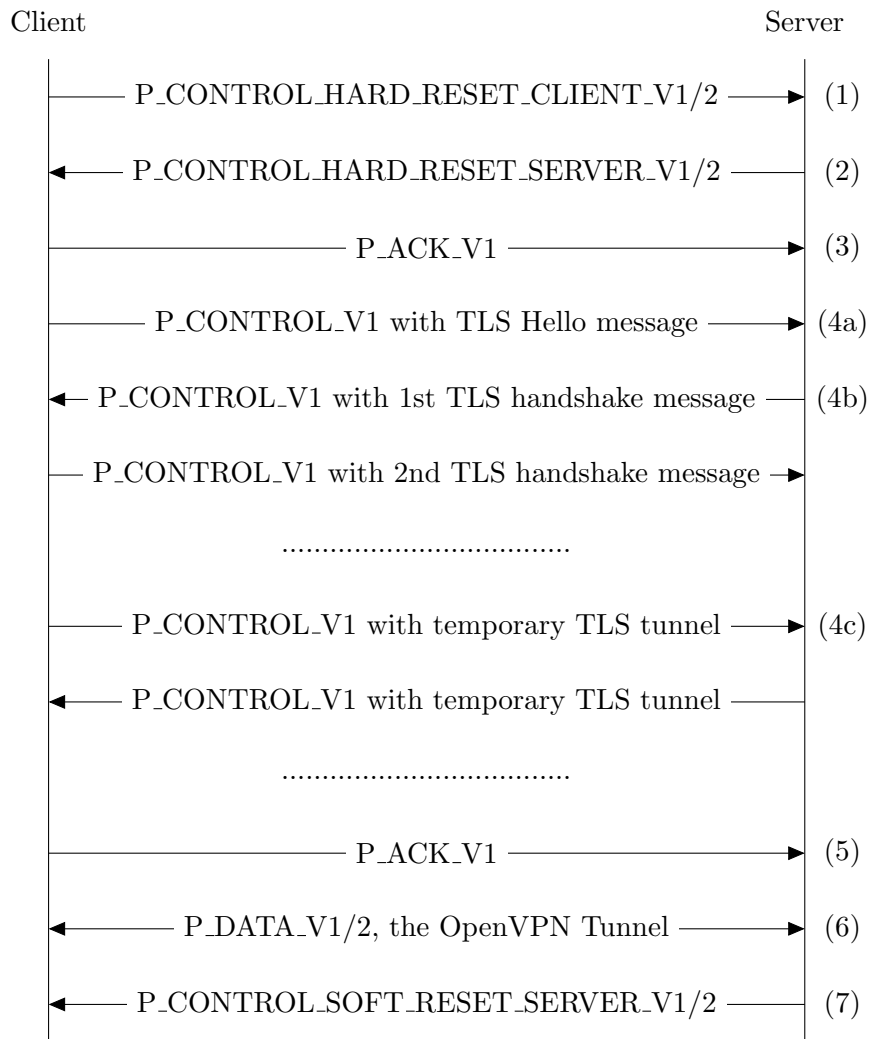 Client Server
P_CONTROL_HARD_RESET_CLIENT_V1/2 (1)
P_CONTROL_HARD_RESET_SERVER_V1/2 (2)
P_ACK_V1 (3)
P_CONTROL_V1 with TLS Hello message (4a)
P_CONTROL_V1 with 1st TLS handshake message (4b)
P_CONTROL_V1 with 2nd TLS handshake message
....................................
P_CONTROL_V1 with temporary TLS tunnel (4c)
P_CONTROL_V1 with temporary TLS tunnel
....................................
P_ACK_V1 (5)
P_DATA_V1/2, the OpenVPN Tunnel (6)
P_CONTROL_SOFT_RESET_SERVER_V1/2 (7)